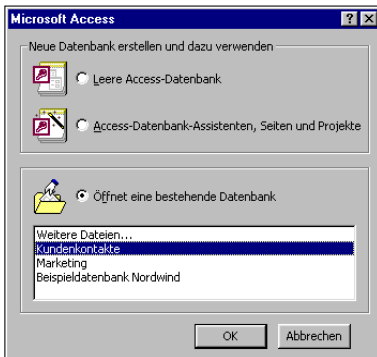 Microsoft Access
Neue Datenbank erstellen und dazu verwenden
Leere Access-Datenbank
Access-Datenbank-Assistenten, Seiten und Projekte
Öffnet eine bestehende Datenbank
Weitere Dateien...
Kundenkontakte
Marketing
Beispieldatenbank Nordwind
OK
Abbrechen